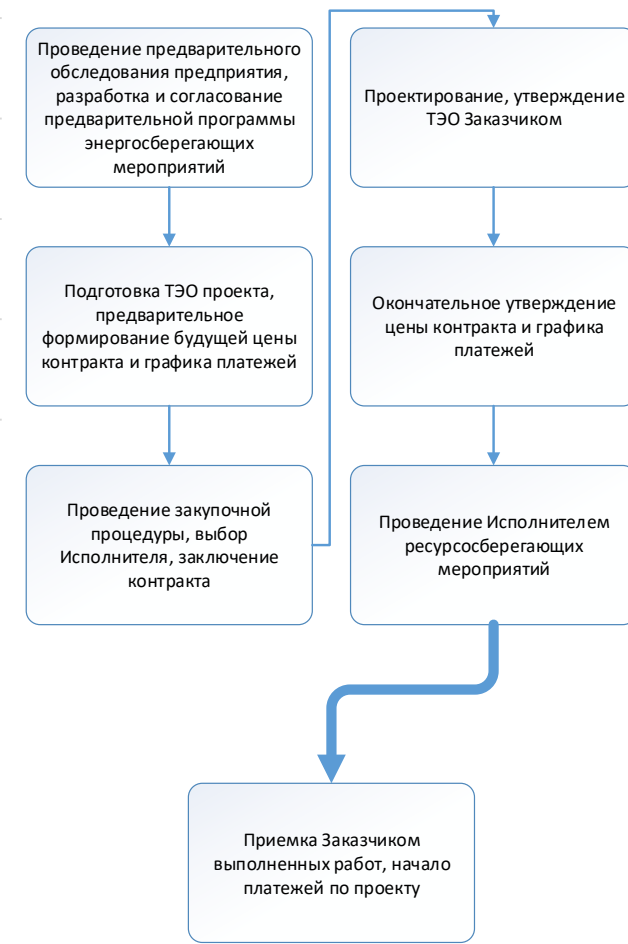 Проведение предварительного
обследования предприятия,
разработка и согласование
предварительной программы
энергосберегающих
мероприятий
Подготовка ТЭО проекта,
предварительное
формирование будущей цены
контракта и графика платежей
Проведение закупочной
процедуры, выбор
Исполнителя, заключение
контракта
Проектирование, утверждение
ТЭО Заказчиком
Окончательное утверждение
цены контракта и графика
платежей
Проведение Исполнителем
ресурсосберегающих
мероприятий
Приемка Заказчиком
выполненных работ, начало
платежей по проекту